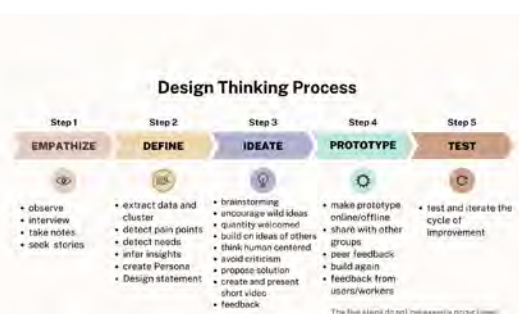 Design Thinking Process
Step 1
EMPATHIZE
• observe
• interview
• take notes
• seek stories
Step 2
DEFINE
• extract data and
cluster
• detect pain points
• detect needs
• infer insights
• create Persona
• Design statement
Step 3
IDEATE
• brainstorming
• encourage wild ideas
• quantity welcomed
• build on ideas of others
• think human centered
• avoid criticism
• propose solution
• create and present
short video
• feedback
Step 4
PROTOTYPE
• make prototype
online/offline
• share with other
groups
• peer feedback
• build again
• feedback from
users/workers
Step 5
TEST
• test and iterate the
cycle of
improvement
The five steps do not necessarily occur